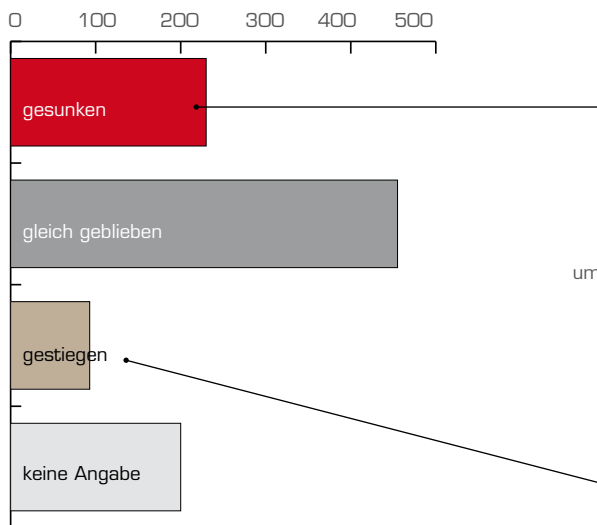 0 100 200 300 400 500
gesunken
gleich geblieben
um
gestiegen
keine Angabe